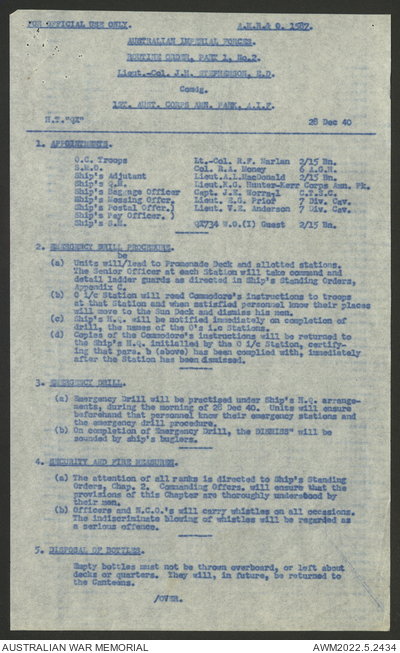 FOR OFFICIAL USE ONLY. A.H.R.& O. 1587.
AUSTRALIAN IMPERIAL FORCES.
ROUTINE ORDER, PART 1, No.2.
Lieut.-Col. J.H. STEPHENSON, E.D.
Comdg.
1ST. AUST. CORPS AMN. PARK, A.I.F.
H.T."QX" 28 Dec 40
1. APPOINTMENTS.
O.C. Troops Lt.-Col. R.F. Marlan 2/15 Bn.
S.M.O. Col. R.A. Money 6 A.G.H.
Ship's Adjutant Lieut.A.L.MacDonald 2/15 Bn.
Ship's Q.M. Lieut.K.G. Hunter-Kerr Corps Amn. Pk.
Ship's Baggage Officer Capt. J.K. Worral C.T.B.C.
Ship's Messing Offer. Lieut. E.G. Prior 7 Div. Cav.
Ship's Postal Offer.) Lieut. V.E. Anderson 7 Div. Cav.
Ship's Pay Officer. )
Ship's S.M. QX734 W.O.(I) Guest 2/15 Bn.
2. EMERGENCY DRILL PROCEDURE.
be
(a) Units will/lead to Promenade Deck and allotted stations.
The Senior Officer at each Station will take command and
detail ladder guards as directed in Ship's Standing Orders,
Appendix C.
(b) O i/c Station will read Commodore's instructions to troops
at that Station and when satisfied personnel know their places
will move to the Sun Deck and dismiss his men.
(c) Ship's H.Q. will be notified immediately on completion of
drill, the names of the O's i.c Stations.
(d) Copies of the Commodore's instructions will be returned to
the Ship's H.Q. initialled by the O i/c Station, certify-
ing that para. b (above) has been complied with, immediately
after the Station has been dismissed.
3. EMERGENCY DRILL.
(a) Emergency Drill will be practised under Ship's H.Q. arrange-
ments, during the morning of 28 Dec 40. Units will ensure
beforehand that personnel know their emergency stations and
the emergency drill procedure.
(b) On completion of Emergency Drill, the DISMISS" will be
sounded by ship's buglers.
4. SECURITY AND FIRE MEASURES.
(a) The attention of all ranks is directed to Ship's Standing
Orders, Chap. 2. Commanding Offrs. will ensure that the
provisions of this Chapter are thoroughly understood by
their men.
(b) Officers and N.C.O's will carry whistles on all occasions.
The indiscriminate blowing of whistles will be regarded as
a serious offence.
5. DISPOSAL OF BOTTLES.
Empty bottles must not be thrown overboard, or left about
decks or quarters. They will, in future, be returned to
the Canteens.
/OVER.
AUSTRALIAN WAR MEMORIAL AWM2022.5.2434